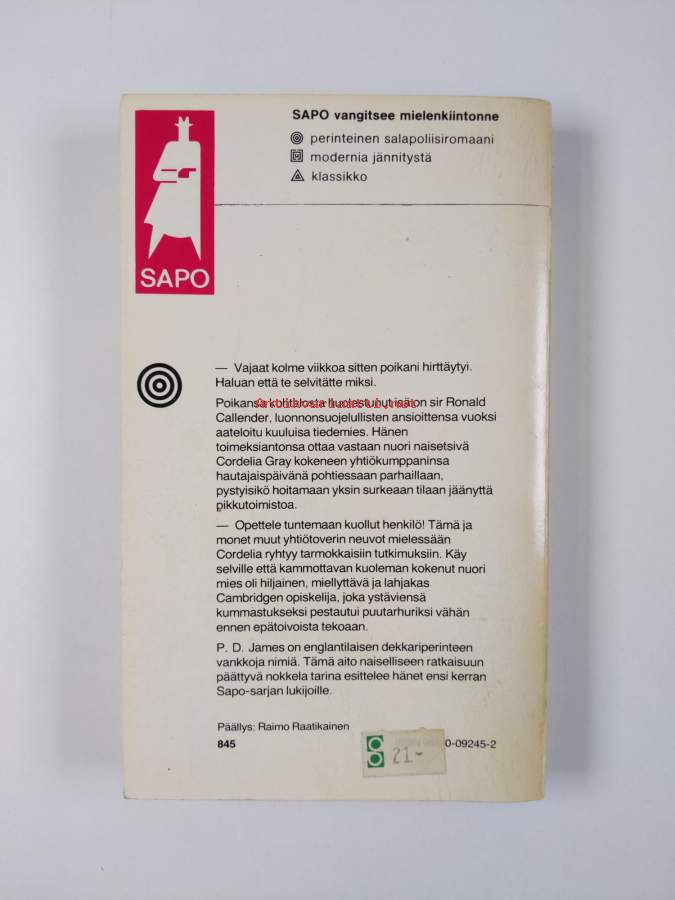 SAPO vangitsee mielenkiintonne
perinteinen salapoliisiromaani
modernia jännitystä
klassikko
SAPO
— Vajaat kolme viikkoa sitten poikani hirttäytyi.
Haluan että te selvitätte miksi.
Poikansa kohtalosta huolestunut isä on sir Ronald
Callender, luonnonsuojelullisten ansioittensa vuoksi
aateloitu kuuluisa tiedemies. Hänen
toimeksiantonsa ottaa vastaan nuori naisetsivä
Cordelia Gray kokeneen yhtiökumppaninsa
hautajaispäivänä pohtiessaan parhaillaan,
pystyisikö hoitamaan yksin surkeaan tilaan jäänyttä
pikkutoimistoa.
— Opettele tuntemaan kuollut henkilö! Tämä ja
monet muut yhtiötoverin neuvot mielessään
Cordelia ryhtyy tarmokkaisiin tutkimuksiin. Käy
selville että kammottavan kuoleman kokenut nuori
mies oli hiljainen, miellyttävä ja lahjakas
Cambridgen opiskelija, joka ystäviensä
kummastukseksi pestautui puutarhuriksi vähän
ennen epätoivoista tekoaan.
P. D. James on englantilaisen dekkariperinteen
vankkoja nimiä. Tämä aito naiselliseen ratkaisuun
päättyvä nokkela tarina esittelee hänet ensi kerran
Sapo-sarjan lukijoille.
Päällys: Raimo Raatikainen
845
21-
0-09245-2